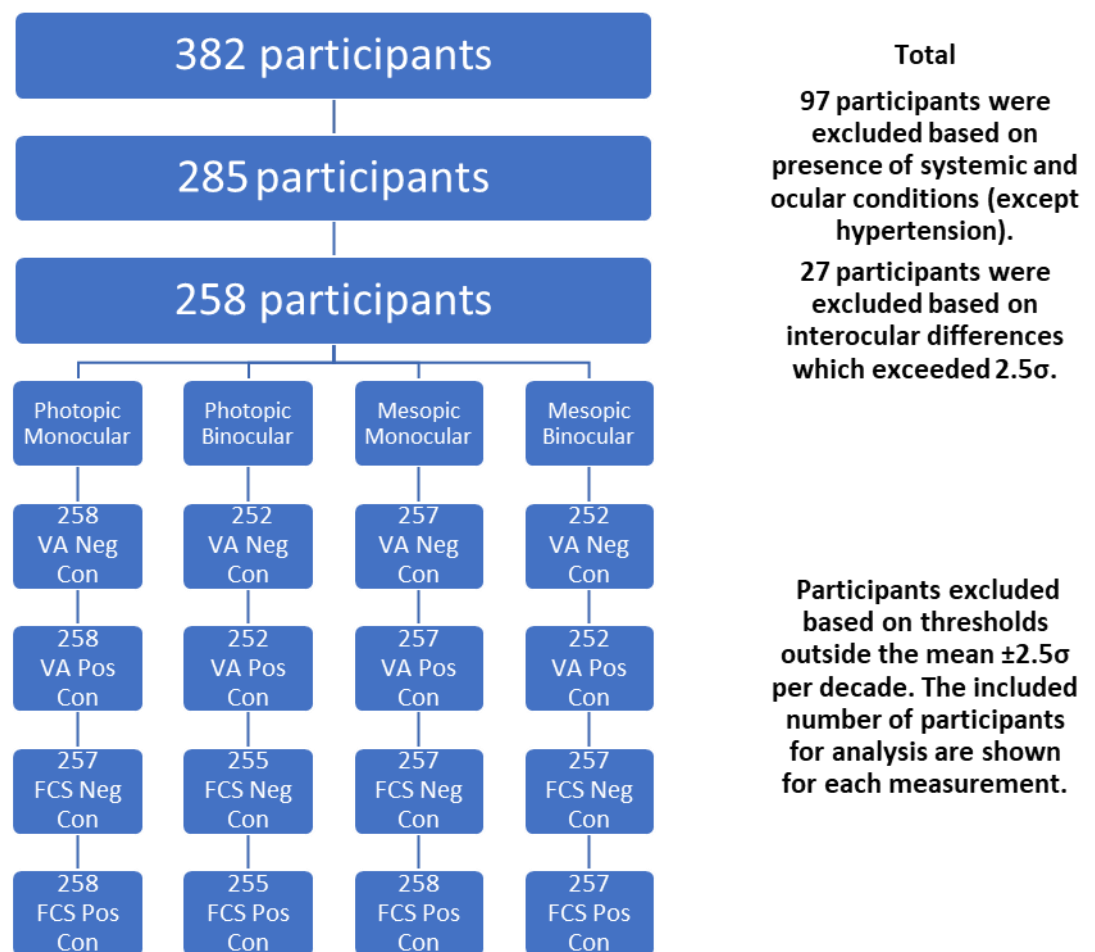 382 participants
285 participants
258 participants
Photopic
Monocular
Photopic
Binocular
Mesopic
Monocular
Mesopic
Binocular
258
VA Neg
Con
252
VA Neg
Con
257
VA Neg
Con
252
VA Neg
Con
258
VA Pos
Con
252
VA Pos
Con
257
VA Pos
Con
252
VA Pos
Con
257
FCS Neg
Con
255
FCS Neg
Con
257
FCS Neg
Con
257
FCS Neg
Con
258
FCS Pos
Con
255
FCS Pos
Con
258
FCS Pos
Con
257
FCS Pos
Con
Total
97 participants were
excluded based on
presence of systemic and
ocular conditions (except
hypertension).
27 participants were
excluded based on
interocular differences
which exceeded 2.5σ.
Participants excluded
based on thresholds
outside the mean ±2.5σ
per decade. The included
number of participants
for analysis are shown
for each measurement.